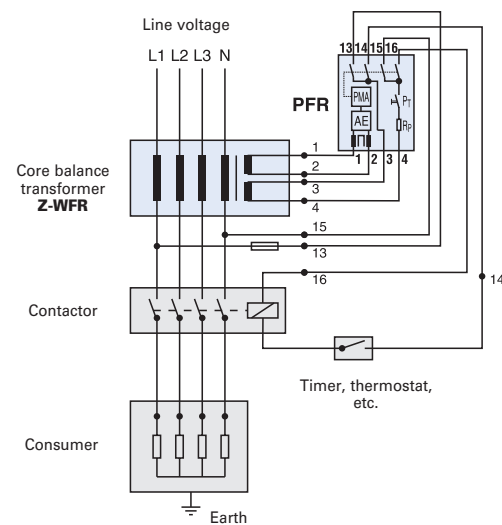 Line voltage
L1 L2 L3 N
13 14 15 16
PFR
PMA
AE
PT
RP
1 2 3 4
Core balance
transformer
Z-WFR
1
2
3
4
15
13
16
14
Contactor
Timer, thermostat,
etc.
Consumer
Earth